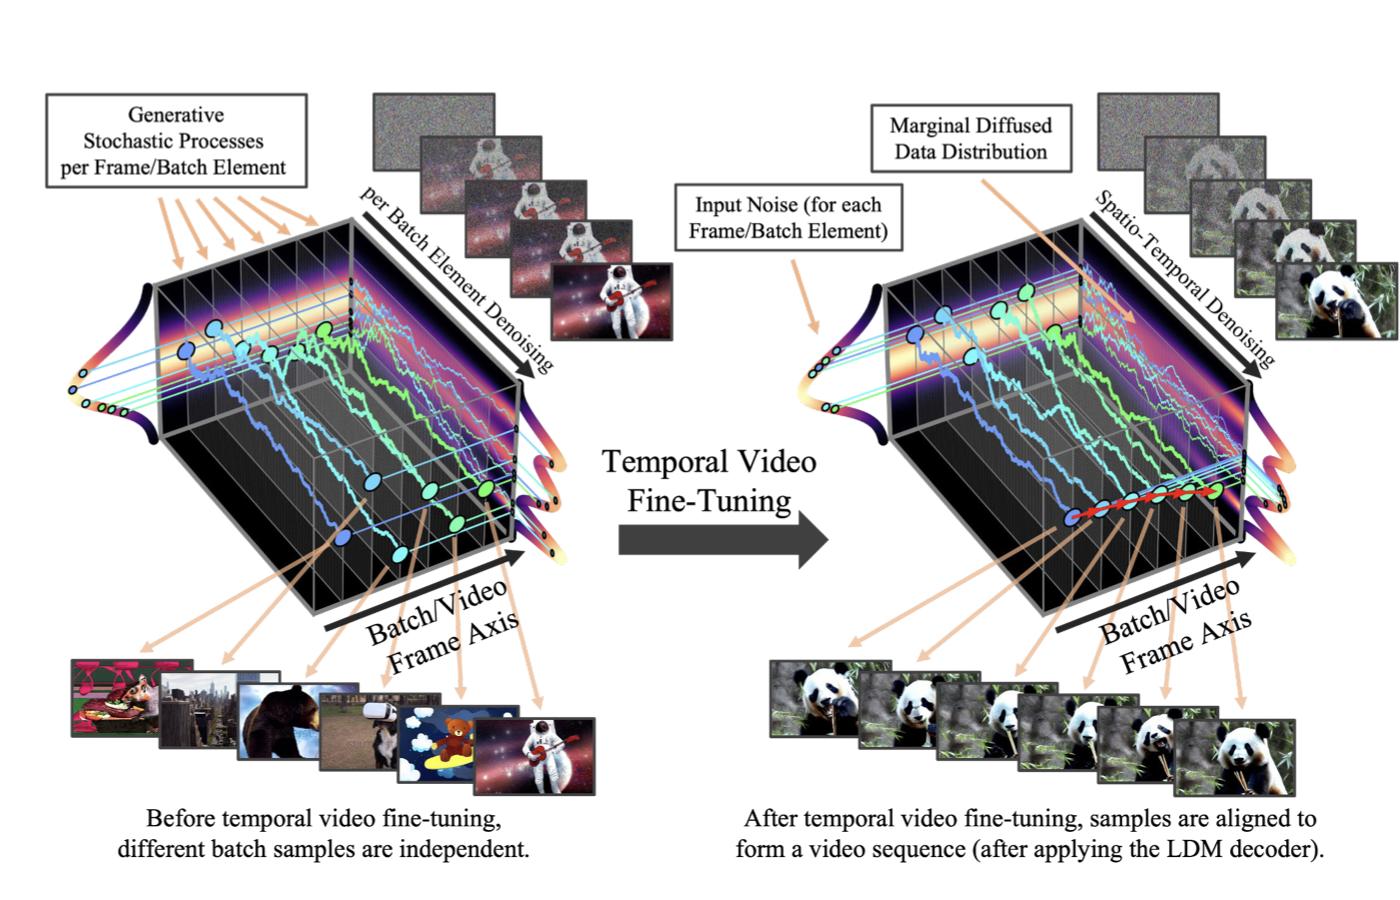 Generative
Stochastic Processes
per Frame/Batch Element
per Batch Element Denoising
Input Noise (for each
Frame/Batch Element)
Marginal Diffused
Data Distribution
Spatio-Temporal Denoising
Temporal Video
Fine-Tuning
Batch/Video
Frame Axis
Batch/Video
Frame Axis
Before temporal video fine-tuning,
different batch samples are independent.
After temporal video fine-tuning, samples are aligned to
form a video sequence (after applying the LDM decoder).